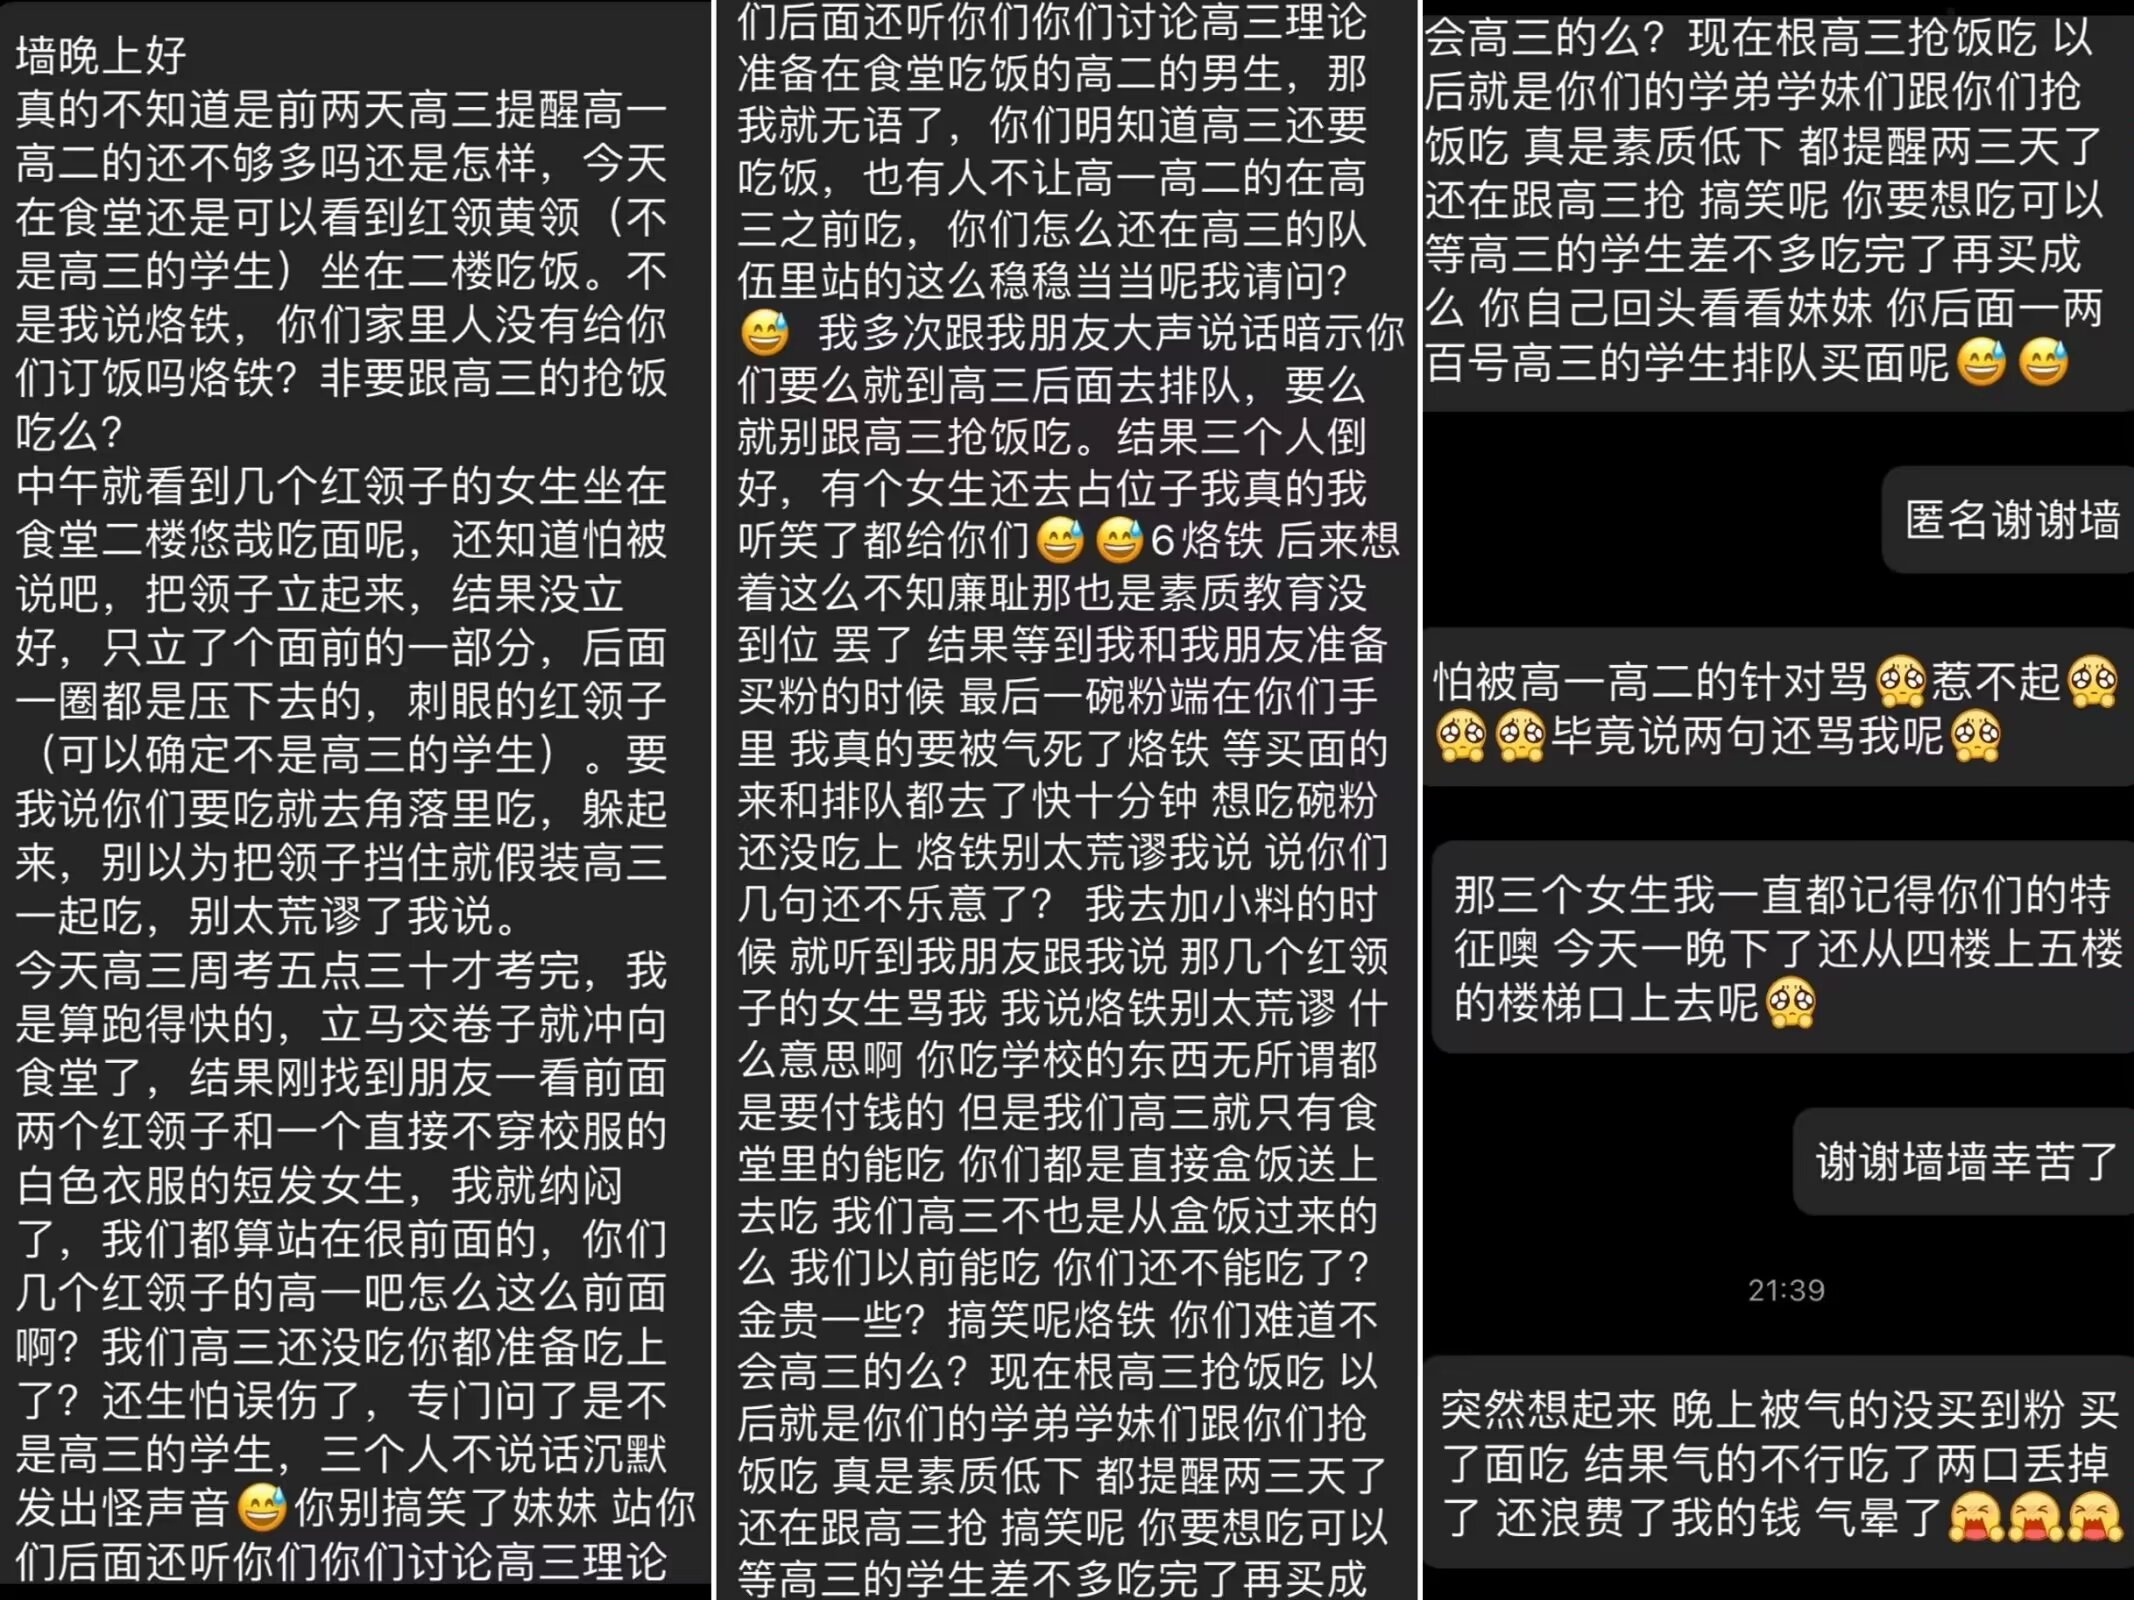 墙晚上好
真的不知道是前两天高三提醒高一
高二的还不够多吗还是怎样，今天
在食堂还是可以看到红领黄领（不
是高三的学生）坐在二楼吃饭。不
是我说烙铁，你们家里人没有给你
们订饭吗烙铁？非要跟高三的抢饭
吃么？
中午就看到几个红领子的女生坐在
食堂二楼悠哉吃面呢，还知道怕被
说吧，把领子立起来，结果没立
好，只立了个面前的一部分，后面
一圈都是压下去的，刺眼的红领子
（可以确定不是高三的学生）。要
我说你们要吃就去角落里吃，躲起
来，别以为把领子挡住就假装高三
一起吃，别太荒谬了我说。
今天高三周考五点三十才考完，我
是算跑得快的，立马交卷子就冲向
食堂了，结果刚找到朋友一看前面
两个红领子和一个直接不穿校服的
白色衣服的短发女生，我就纳闷
了，我们都算站在很前面的，你们
几个红领子的高一吧怎么这么前面
啊？我们高三还没吃你都准备吃上
了？还生怕误伤了，专门问了是不
是高三的学生，三个人不说话沉默
发出怪声音😅你别搞笑了妹妹 站你
们后面还听你们你们讨论高三理论
们后面还听你们你们讨论高三理论
准备在食堂吃饭的高二的男生，那
我就无语了，你们明知道高三还要
吃饭，也有人不让高一高二的在高
三之前吃，你们怎么还在高三的队
伍里站的这么稳稳当当呢我请问？
😅 我多次跟我朋友大声说话暗示你
们要么就到高三后面去排队，要么
就别跟高三抢饭吃。结果三个人倒
好，有个女生还去占位子我真的我
听笑了都给你们😅😅6烙铁 后来想
着这么不知廉耻那也是素质教育没
到位 罢了 结果等到我和我朋友准备
买粉的时候 最后一碗粉端在你们手
里 我真的要被气死了烙铁 等买面的
来和排队都去了快十分钟 想吃碗粉
还没吃上 烙铁别太荒谬我说 说你们
几句还不乐意了？ 我去加小料的时
候 就听到我朋友跟我说 那几个红领
子的女生骂我 我说烙铁别太荒谬 什
么意思啊 你吃学校的东西无所谓都
是要付钱的 但是我们高三就只有食
堂里的能吃 你们都是直接盒饭送上
去吃 我们高三不也是从盒饭过来的
么 我们以前能吃 你们还不能吃了？
金贵一些？搞笑呢烙铁 你们难道不
会高三的么？现在根高三抢饭吃 以
后就是你们的学弟学妹们跟你们抢
饭吃 真是素质低下 都提醒两三天了
还在跟高三抢 搞笑呢 你要想吃可以
等高三的学生差不多吃完了再买成
会高三的么？现在根高三抢饭吃 以
后就是你们的学弟学妹们跟你们抢
饭吃 真是素质低下 都提醒两三天了
还在跟高三抢 搞笑呢 你要想吃可以
等高三的学生差不多吃完了再买成
么 你自己回头看看妹妹 你后面一两
百号高三的学生排队买面呢😅😅
匿名谢谢墙
怕被高一高二的针对骂🥹惹不起🥹
🥹🥹毕竟说两句还骂我呢🥹
那三个女生我一直都记得你们的特
征噢 今天一晚下了还从四楼上五楼
的楼梯口上去呢🥹
谢谢墙墙幸苦了
21:39
突然想起来 晚上被气的没买到粉 买
了面吃 结果气的不行吃了两口丢掉
了 还浪费了我的钱 气晕了😫😫😫